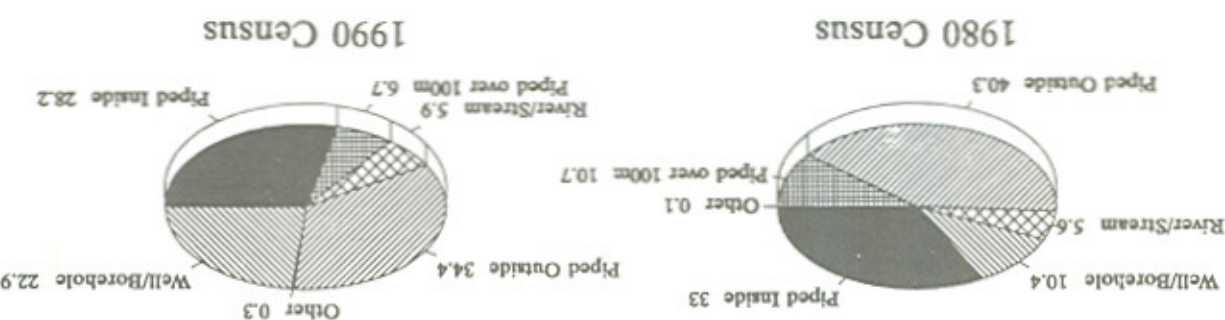 Well/Borehole 10.4
Piped Inside 33
River/Stream 5.6
Other 0.1
Piped over 100m 10.7
Piped Outside 40.3
1980 Census
Other 0.3
Piped Outside 34.4
Well/Borehole 22.9
River/Stream 5.9
Piped over 100m 6.7
Piped Inside 28.2
1990 Census